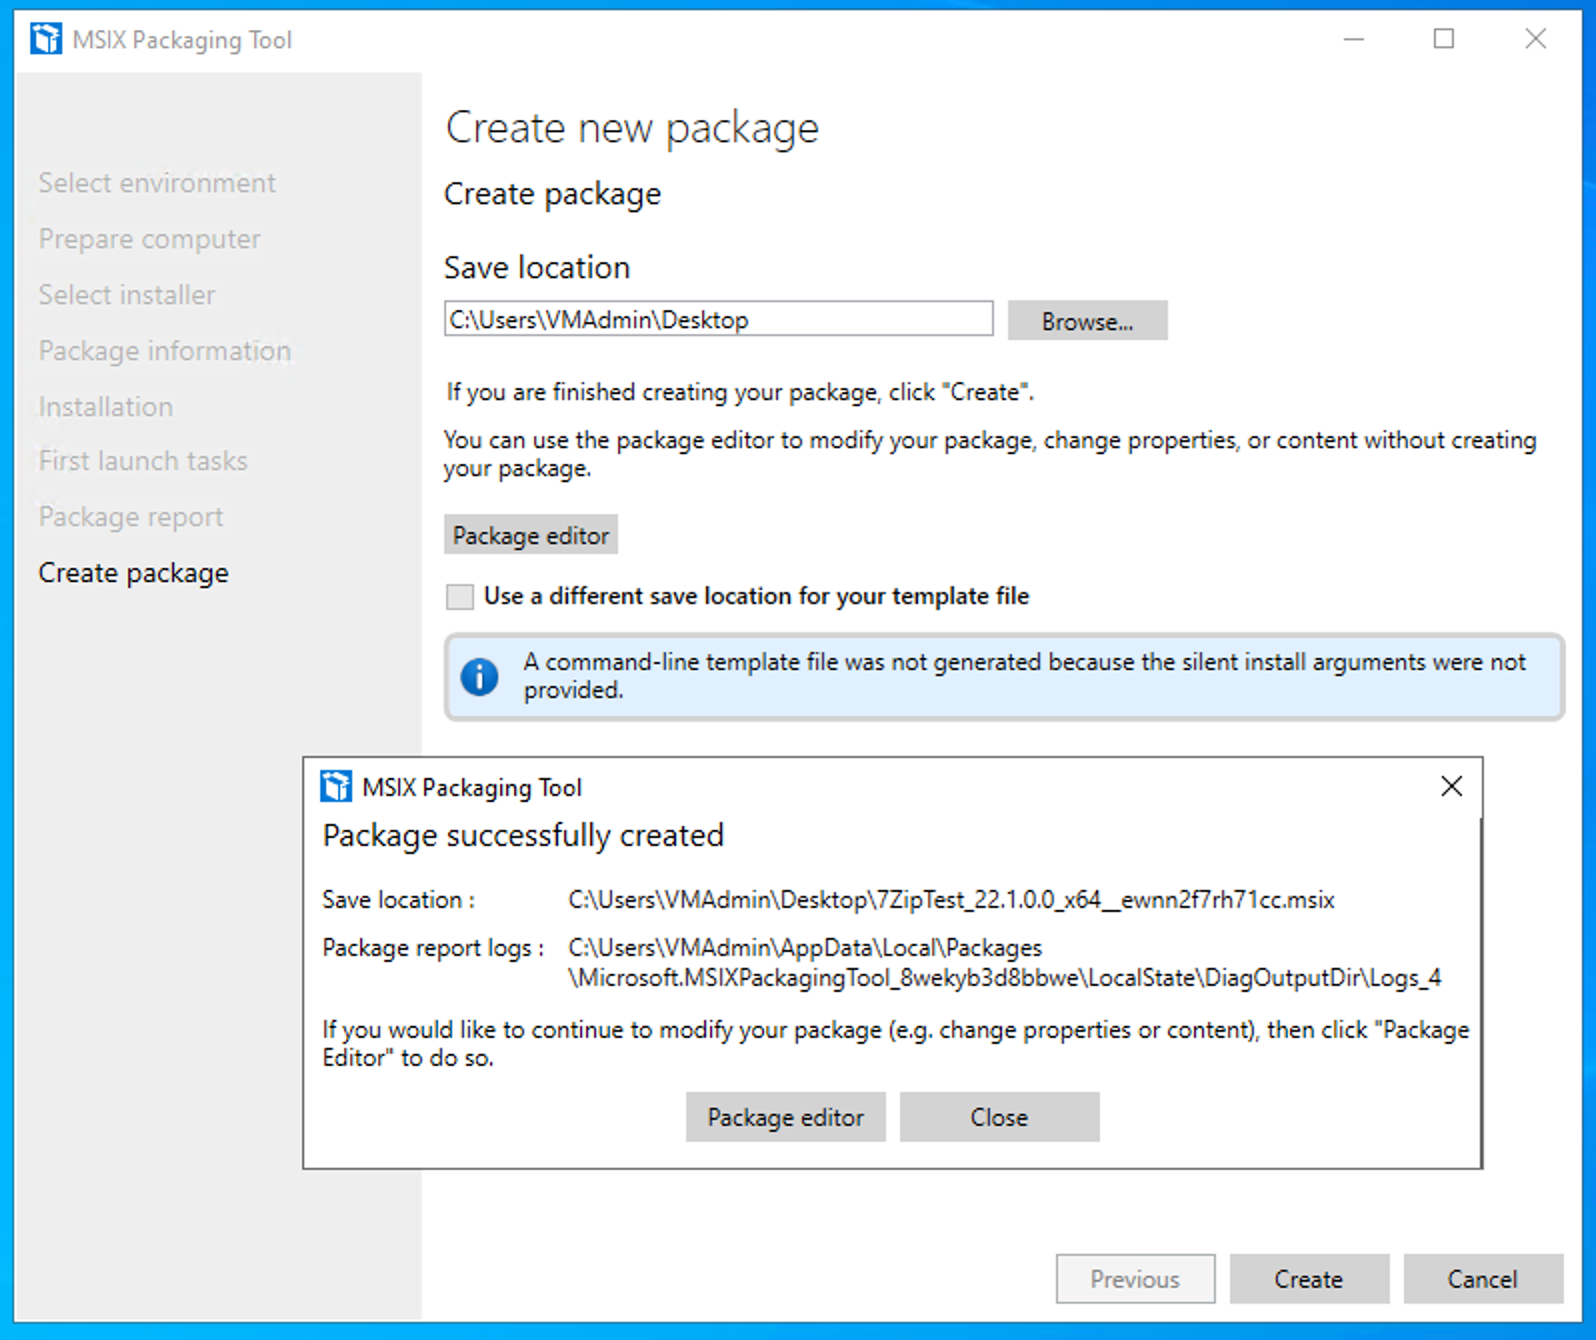 MSIX Packaging Tool
Select environment
Prepare computer
Select installer
Package information
Installation
First launch tasks
Package report
Create package
Create new package
Create package
Save location
C:\Users\VMAdmin\Desktop
Browse...
If you are finished creating your package, click "Create".
You can use the package editor to modify your package, change properties, or content without creating
your package.
Package editor
Use a different save location for your template file
A command-line template file was not generated because the silent install arguments were not
provided.
MSIX Packaging Tool
Package successfully created
Save location : C:\Users\VMAdmin\Desktop\7ZipTest_22.1.0.0_x64__ewnn2f7rh71cc.msix
Package report logs : C:\Users\VMAdmin\AppData\Local\Packages
\Microsoft.MSIXPackagingTool_8wekyb3d8bbwe\LocalState\DiagOutputDir\Logs_4
If you would like to continue to modify your package (e.g. change properties or content), then click "Package
Editor" to do so.
Package editor Close
Previous Create Cancel